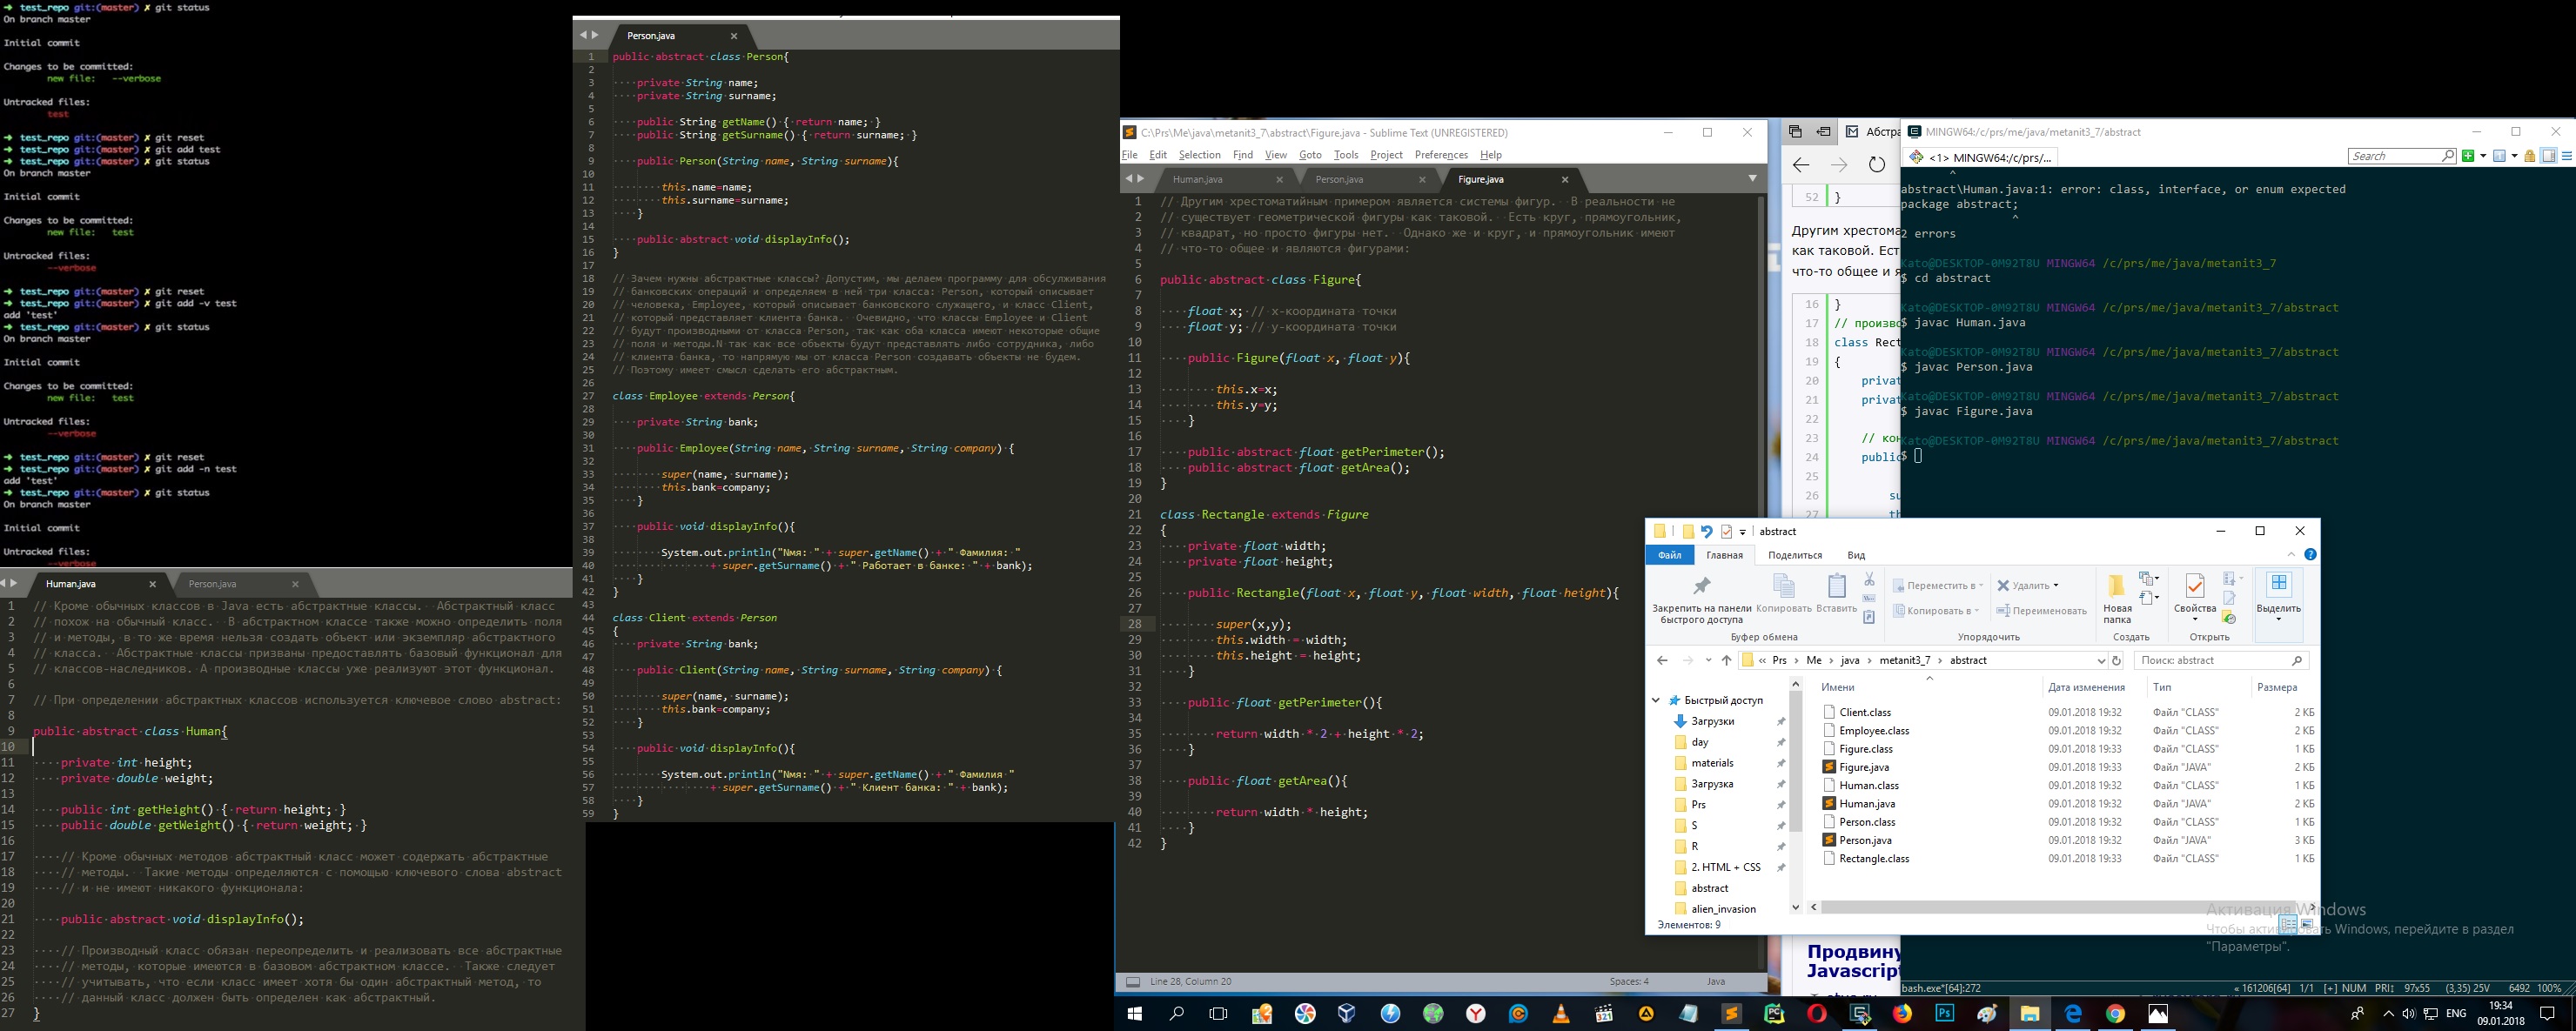 ➜ test_repo git:(master) ✗ git status
On branch master
Initial commit
Changes to be committed:
new file: --verbose
Untracked files:
test
➜ test_repo git:(master) ✗ git reset
➜ test_repo git:(master) ✗ git add test
➜ test_repo git:(master) ✗ git status
On branch master
Initial commit
Changes to be committed:
new file: test
Untracked files:
--verbose
➜ test_repo git:(master) ✗ git reset
➜ test_repo git:(master) ✗ git add -v test
add 'test'
➜ test_repo git:(master) ✗ git status
On branch master
Initial commit
Changes to be committed:
new file: test
Untracked files:
--verbose
➜ test_repo git:(master) ✗ git reset
➜ test_repo git:(master) ✗ git add -n test
add 'test'
➜ test_repo git:(master) ✗ git status
On branch master
Initial commit
Untracked files:
--verbose
Human.java × Person.java ×
1 // Кроме обычных классов в Java есть абстрактные классы. Абстрактный класс
2 // похож на обычный класс. В абстрактном классе также можно определить поля
3 // и методы, в то же время нельзя создать объект или экземпляр абстрактного
4 // класса. Абстрактные классы призваны предоставлять базовый функционал для
5 // классов-наследников. А производные классы уже реализуют этот функционал.
6
7 // При определении абстрактных классов используется ключевое слово abstract:
8
9 public abstract class Human{
10
11 private int height;
12 private double weight;
13
14 public int getHeight() { return height; }
15 public double getWeight() { return weight; }
16
17 // Кроме обычных методов абстрактный класс может содержать абстрактные
18 // методы. Такие методы определяются с помощью ключевого слова abstract
19 // и не имеют никакого функционала:
20
21 public abstract void displayInfo();
22
23 // Производный класс обязан переопределить и реализовать все абстрактные
24 // методы, которые имеются в базовом абстрактном классе. Также следует
25 // учитывать, что если класс имеет хотя бы один абстрактный метод, то
26 // данный класс должен быть определен как абстрактный.
27 }
Person.java ×
1 public abstract class Person{
2
3 private String name;
4 private String surname;
5
6 public String getName() { return name; }
7 public String getSurname() { return surname; }
8
9 public Person(String name, String surname){
10
11 this.name=name;
12 this.surname=surname;
13 }
14
15 public abstract void displayInfo();
16 }
17
18 // Зачем нужны абстрактные классы? Допустим, мы делаем программу для обсулживания
19 // банковских операций и определяем в ней три класса: Person, который описывает
20 // человека, Employee, который описывает банковского служащего, и класс Client,
21 // который представляет клиента банка. Очевидно, что классы Employee и Client
22 // будут производными от класса Person, так как оба класса имеют некоторые общие
23 // поля и методы.N так как все объекты будут представлять либо сотрудника, либо
24 // клиента банка, то напрямую мы от класса Person создавать объекты не будем.
25 // Поэтому имеет смысл сделать его абстрактным.
26
27 class Employee extends Person{
28
29 private String bank;
30
31 public Employee(String name, String surname, String company) {
32
33 super(name, surname);
34 this.bank=company;
35 }
36
37 public void displayInfo(){
38
39 System.out.println("Nмя: " + super.getName() + " Фамилия: "
40 + super.getSurname() + " Работает в банке: " + bank);
41 }
42 }
43
44 class Client extends Person
45 {
46 private String bank;
47
48 public Client(String name, String surname, String company) {
49
50 super(name, surname);
51 this.bank=company;
52 }
53
54 public void displayInfo(){
55
56 System.out.println("Nмя: " + super.getName() + " Фамилия "
57 + super.getSurname() + " Клиент банка: " + bank);
58 }
59 }
C:\Prs\Me\java\metanit3_7\abstract\Figure.java - Sublime Text (UNREGISTERED)
File Edit Selection Find View Goto Tools Project Preferences Help
Human.java × Person.java × Figure.java ×
1 // Другим хрестоматийным примером является системы фигур. В реальности не
2 // существует геометрической фигуры как таковой. Есть круг, прямоугольник,
3 // квадрат, но просто фигуры нет. Однако же и круг, и прямоугольник имеют
4 // что-то общее и являются фигурами:
5
6 public abstract class Figure{
7
8 float x; // x-координата точки
9 float y; // y-координата точки
10
11 public Figure(float x, float y){
12
13 this.x=x;
14 this.y=y;
15 }
16
17 public abstract float getPerimeter();
18 public abstract float getArea();
19 }
20
21 class Rectangle extends Figure
22 {
23 private float width;
24 private float height;
25
26 public Rectangle(float x, float y, float width, float height){
27
28 super(x,y);
29 this.width = width;
30 this.height = height;
31 }
32
33 public float getPerimeter(){
34
35 return width * 2 + height * 2;
36 }
37
38 public float getArea(){
39
40 return width * height;
41 }
42 }
Line 28, Column 20 Spaces: 4 Java
Абстра
52 }
Другим хрестома
как таковой. Ест
что-то общее и я
16 }
17 // произво
18 class Rect
19 {
20 privat
21 privat
22
23 // кон
24 public
25
26 su
27 th
Продвину
Javascript
MINGW64:/c/prs/me/java/metanit3_7/abstract
<1> MINGW64:/c/prs/... Search
^
abstract\Human.java:1: error: class, interface, or enum expected
package abstract;
^
2 errors
Kato@DESKTOP-0M92T8U MINGW64 /c/prs/me/java/metanit3_7
$ cd abstract
Kato@DESKTOP-0M92T8U MINGW64 /c/prs/me/java/metanit3_7/abstract
$ javac Human.java
Kato@DESKTOP-0M92T8U MINGW64 /c/prs/me/java/metanit3_7/abstract
$ javac Person.java
Kato@DESKTOP-0M92T8U MINGW64 /c/prs/me/java/metanit3_7/abstract
$ javac Figure.java
Kato@DESKTOP-0M92T8U MINGW64 /c/prs/me/java/metanit3_7/abstract
$
abstract
Файл Главная Поделиться Вид
Закрепить на панели быстрого доступа Копировать Вставить
Переместить в Удалить
Копировать в Переименовать
Новая папка Свойства Выделить
Буфер обмена Упорядочить Создать Открыть
« Prs › Me › java › metanit3_7 › abstract Поиск: abstract
Имени Дата изменения Тип Размера
Быстрый доступ
Загрузки
day
materials
Загрузка
Prs
S
R
2. HTML + CSS
abstract
alien_invasion
Client.class 09.01.2018 19:32 Файл "CLASS" 2 КБ
Employee.class 09.01.2018 19:32 Файл "CLASS" 2 КБ
Figure.class 09.01.2018 19:33 Файл "CLASS" 1 КБ
Figure.java 09.01.2018 19:33 Файл "JAVA" 2 КБ
Human.class 09.01.2018 19:32 Файл "CLASS" 1 КБ
Human.java 09.01.2018 19:32 Файл "JAVA" 2 КБ
Person.class 09.01.2018 19:32 Файл "CLASS" 1 КБ
Person.java 09.01.2018 19:32 Файл "JAVA" 3 КБ
Rectangle.class 09.01.2018 19:33 Файл "CLASS" 1 КБ
Элементов: 9
Активация Windows
Чтобы активировать Windows, перейдите в раздел
"Параметры".
bash.exe*[64]:272 « 161206[64] 1/1 [+] NUM PRI↕ 97x55 (3,35) 25V 6492 100%
321
PC
Ps
ENG
19:34
09.01.2018